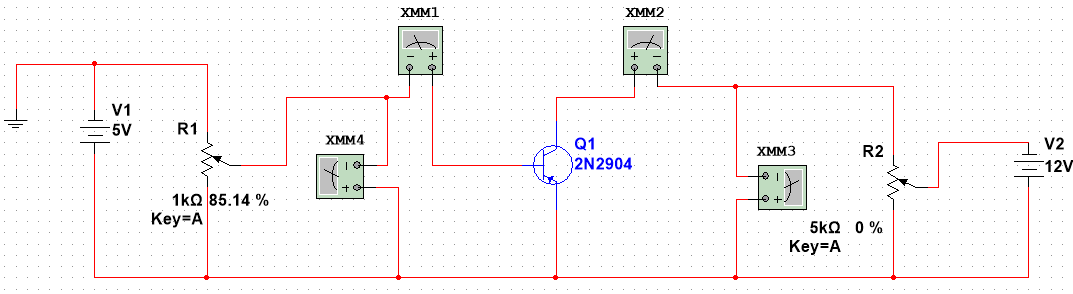 XMM1
XMM2
V1
5V
R1
XMM4
1kΩ 85.14 %
Key=A
Q1
2N2904
XMM3
R2
5kΩ 0 %
Key=A
V2
12V